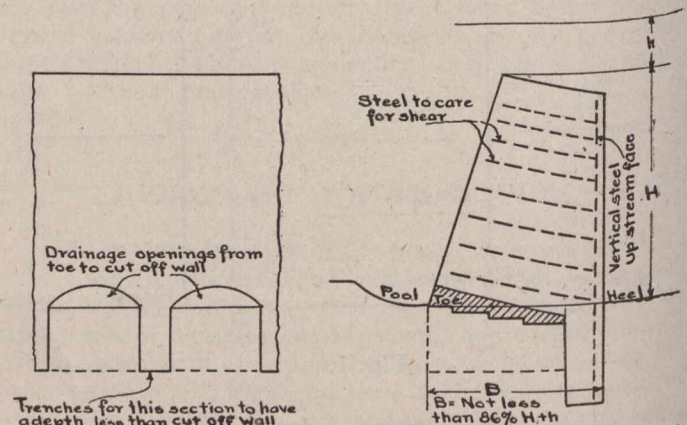 Drainage openings from
toe to cut off wall
Trenches for this section to have
a depth less than cut off wall
Steel to care
for shear
Vertical steel
up stream face
h
H
Pool
Toe
Heel
B
B= Not less
than 86% H+h